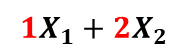 1X₁ + 2X₂